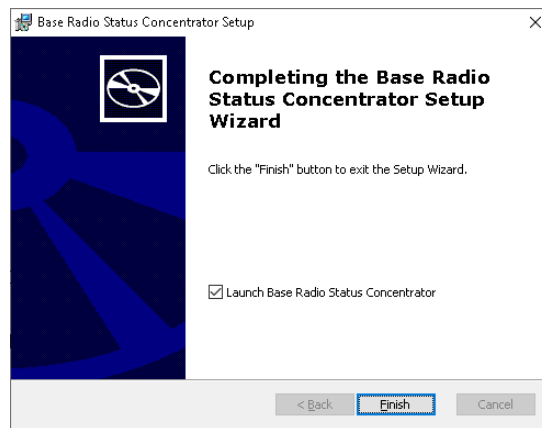 Base Radio Status Concentrator Setup
Completing the Base Radio
Status Concentrator Setup
Wizard
Click the "Finish" button to exit the Setup Wizard.
Launch Base Radio Status Concentrator
< Back
Finish
Cancel